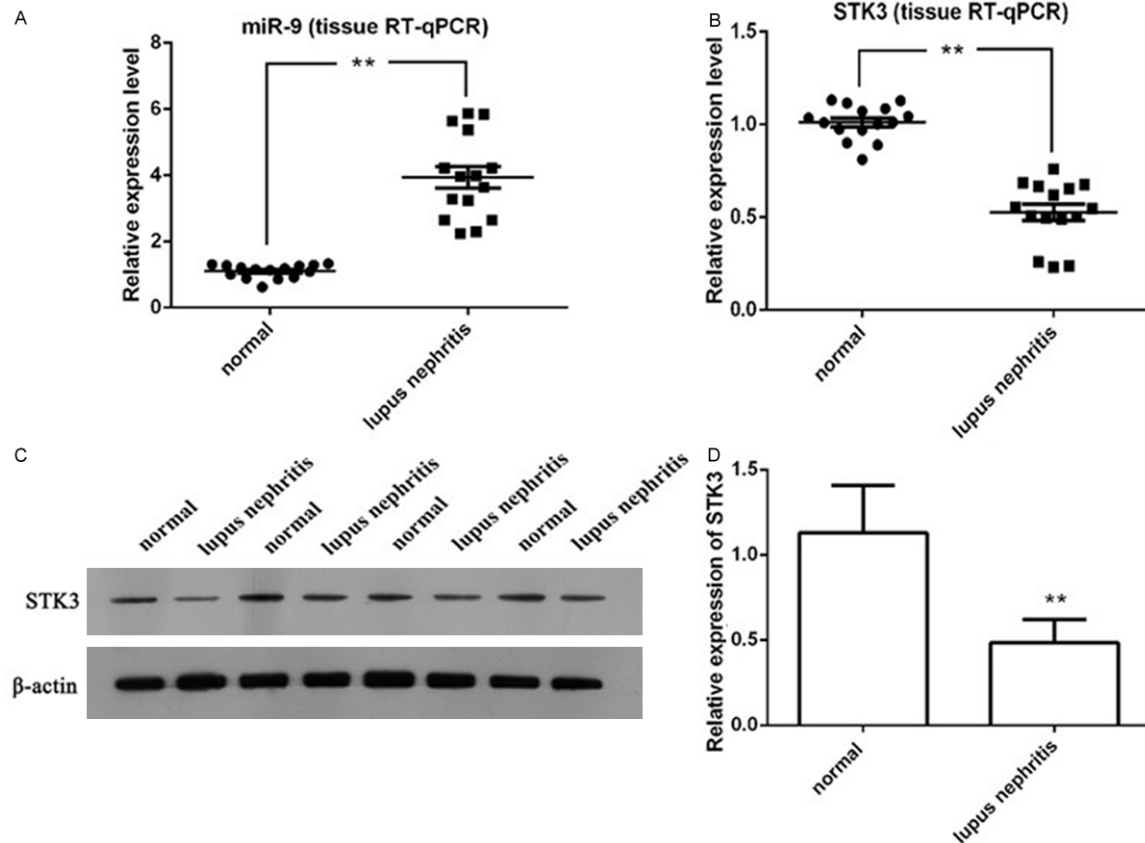 A
miR-9 (tissue RT-qPCR)
Relative expression level
8
6
4
2
0
**
normal
lupus nephritis
B
STK3 (tissue RT-qPCR)
Relative expression level
1.5
1.0
0.5
0.0
**
normal
lupus nephritis
C
normal
lupus nephritis
normal
lupus nephritis
normal
lupus nephritis
normal
lupus nephritis
STK3
β-actin
D
Relative expression of STK3
1.5
1.0
0.5
0.0
**
normal
lupus nephritis